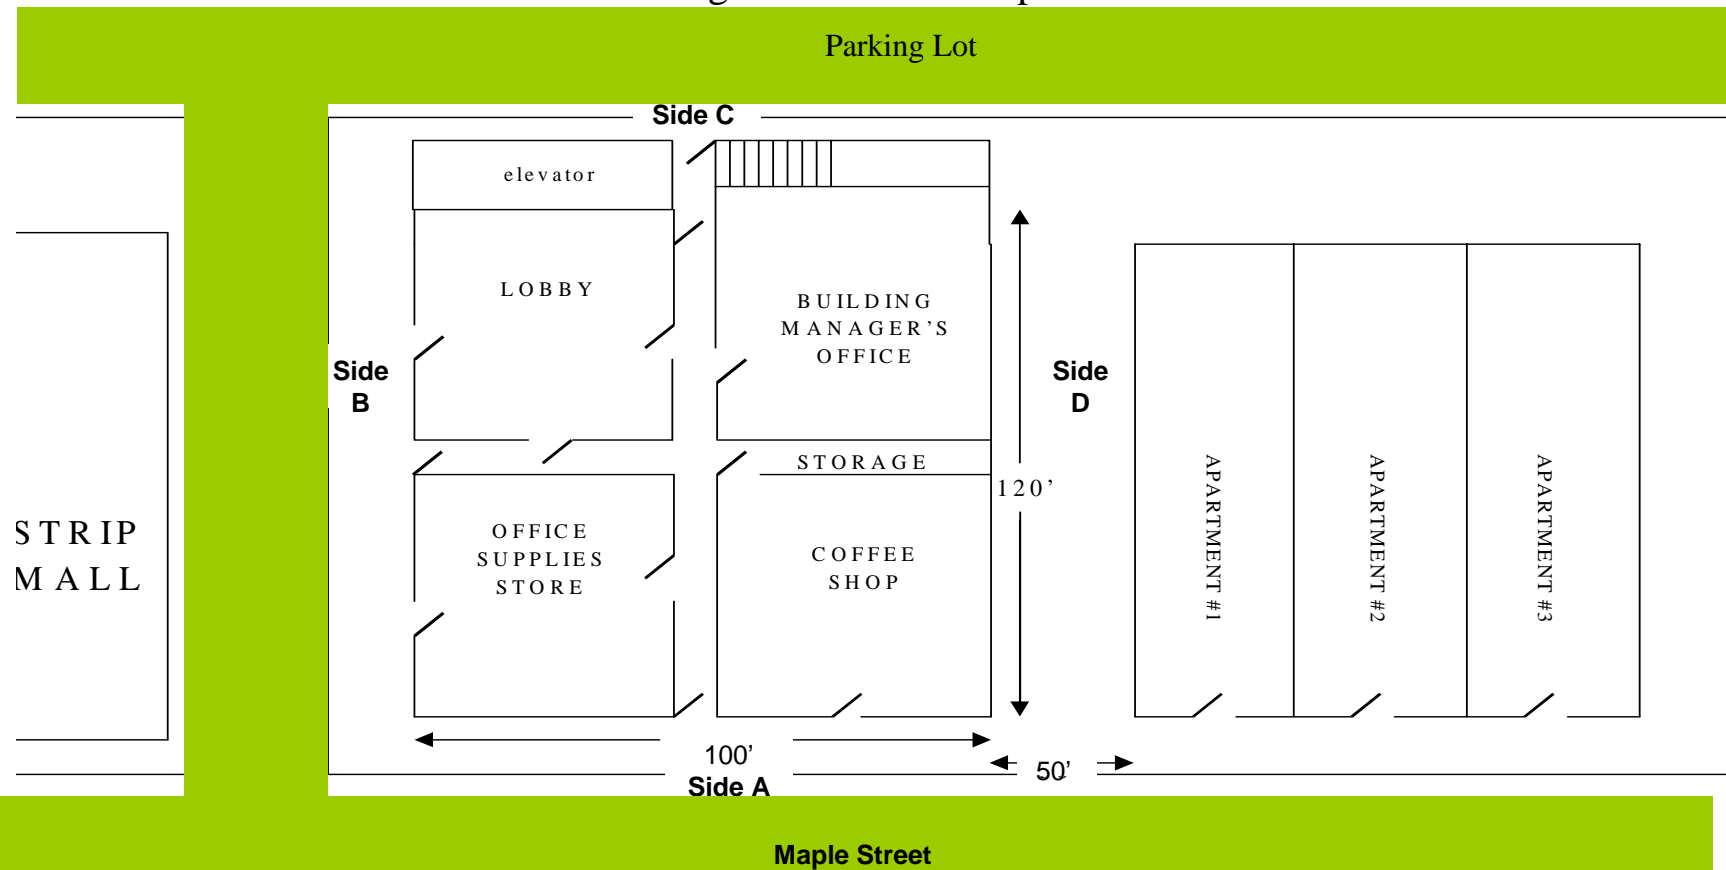 Parking Lot
Side C
elevator
LOBBY
BUILDING
MANAGER'S
OFFICE
Side
B
Side
D
STORAGE
120'
STRIP
MALL
OFFICE
SUPPLIES
STORE
COFFEE
SHOP
APARTMENT #1
APARTMENT #2
APARTMENT #3
100'
50'
Side A
Maple Street